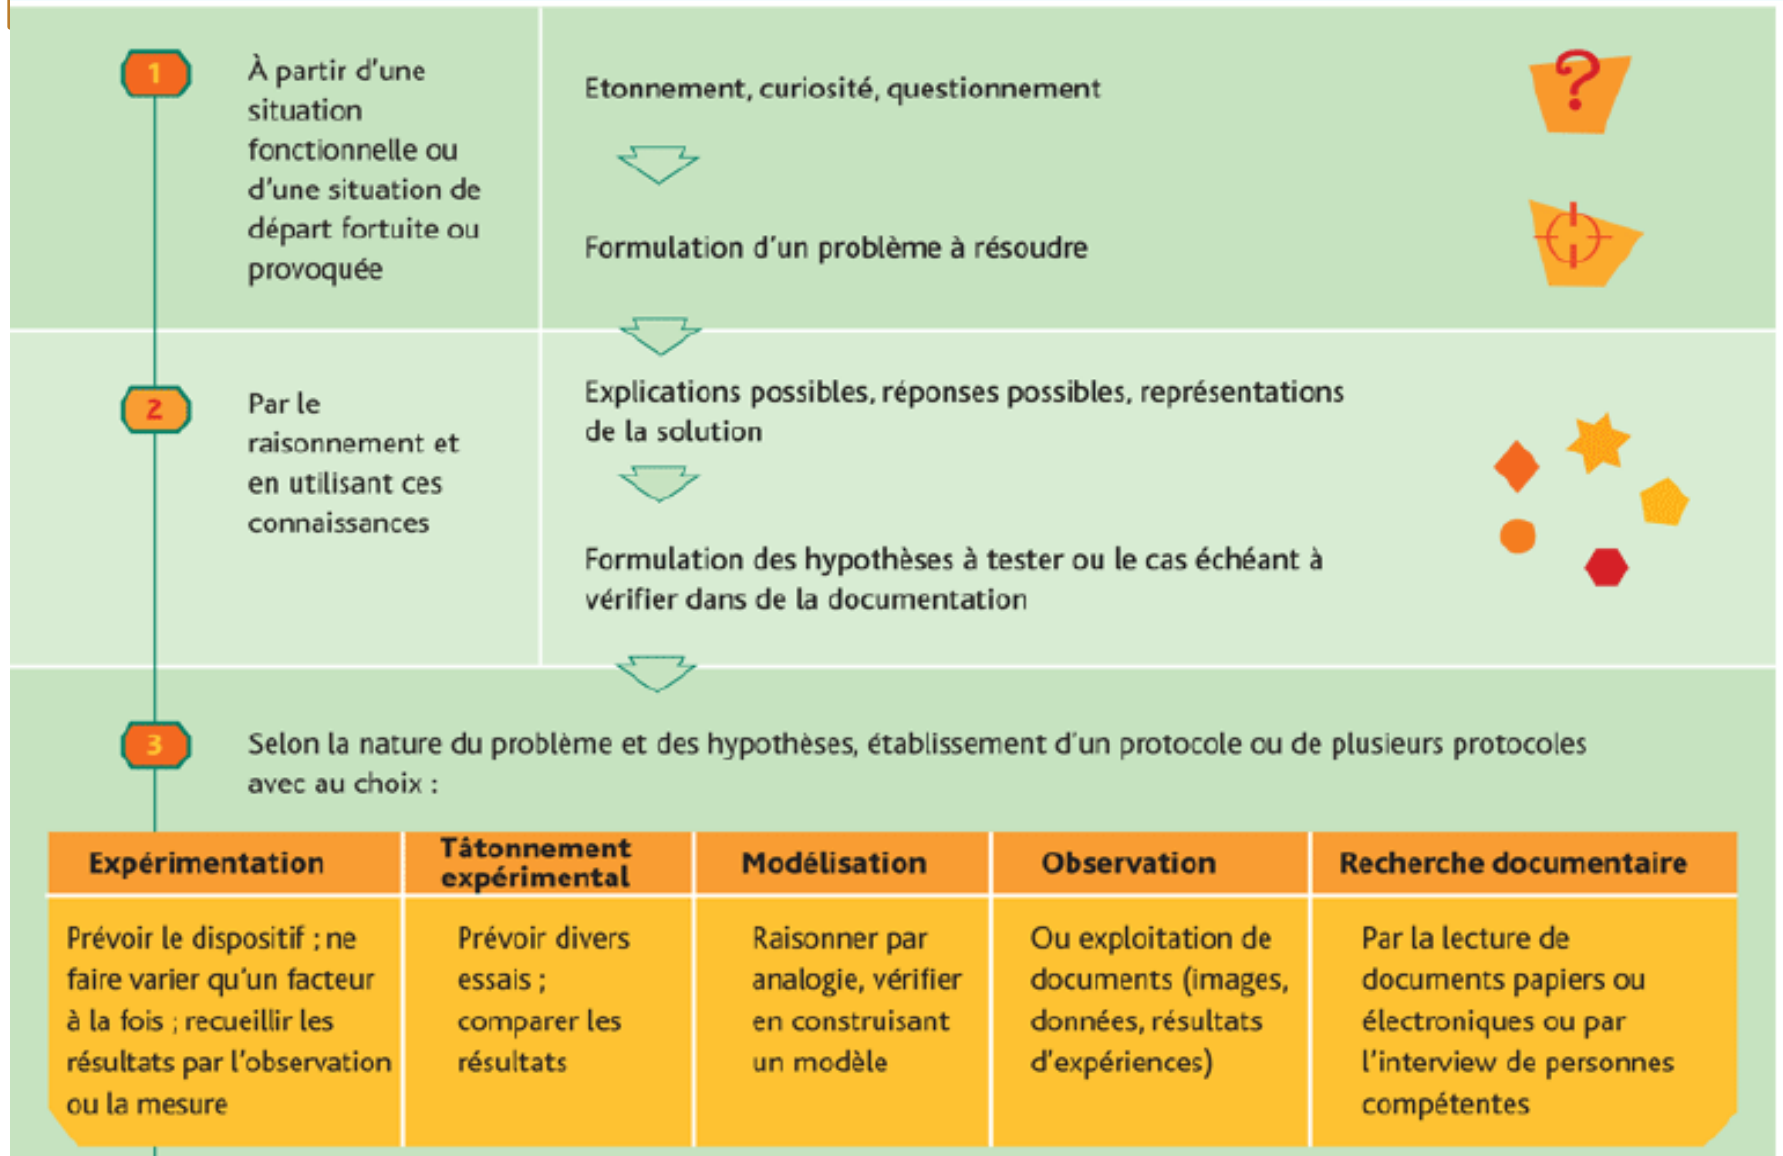 1
À partir d'une
situation
fonctionnelle ou
d'une situation de
départ fortuite ou
provoquée
Etonnement, curiosité, questionnement
?
Formulation d'un problème à résoudre
2
Par le
raisonnement et
en utilisant ces
connaissances
Explications possibles, réponses possibles, représentations
de la solution
Formulation des hypothèses à tester ou le cas échéant à
vérifier dans de la documentation
3
Selon la nature du problème et des hypothèses, établissement d'un protocole ou de plusieurs protocoles
avec au choix :
Expérimentation
Prévoir le dispositif ; ne
faire varier qu'un facteur
à la fois ; recueillir les
résultats par l'observation
ou la mesure
Tâtonnement
expérimental
Prévoir divers
essais ;
comparer les
résultats
Modélisation
Raisonner par
analogie, vérifier
en construisant
un modèle
Observation
Ou exploitation de
documents (images,
données, résultats
d'expériences)
Recherche documentaire
Par la lecture de
documents papiers ou
électroniques ou par
l'interview de personnes
compétentes